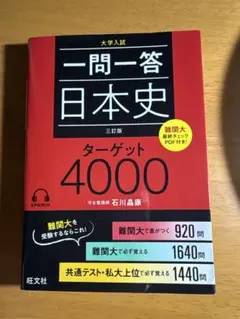 大学入試
一問一答
日本史
三訂版
難関大
最終チェック
PDF付き!
ターゲット
4000
河合塾講師 石川晶康
難関大を
受験するならこれ!
難関大で差がつく 920問
難関大で必ず覚える 1640問
共通テスト・私大上位で必ず覚える 1440問
旺文社